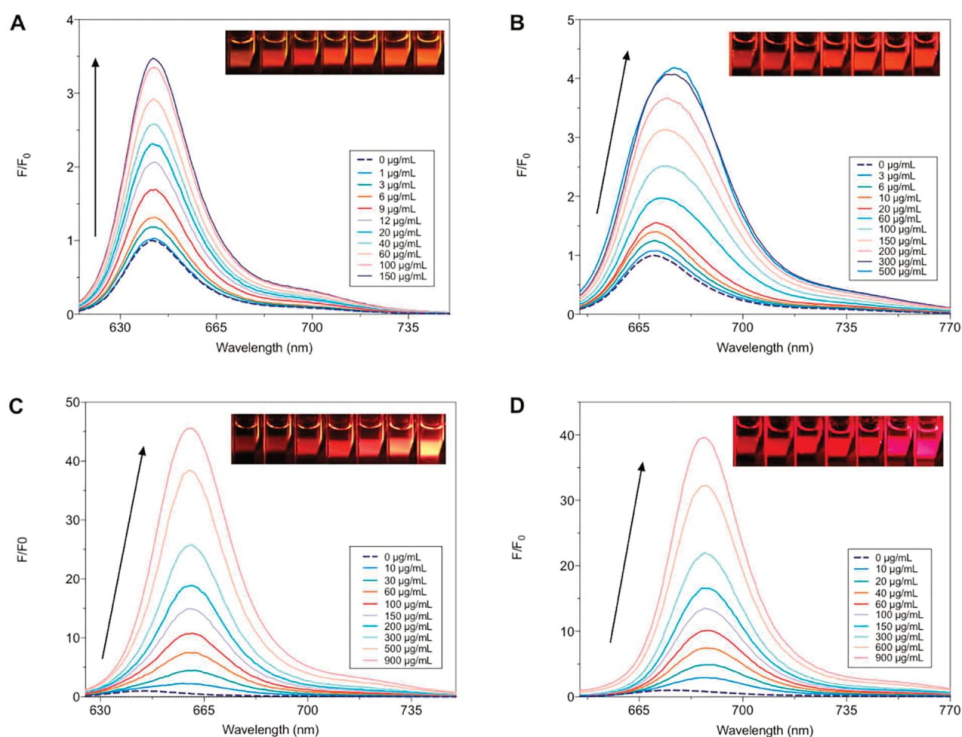 A
4
3
2
1
0
F/F0
630
665
700
735
Wavelength (nm)
0 µg/mL
1 µg/mL
3 µg/mL
6 µg/mL
9 µg/mL
12 µg/mL
20 µg/mL
40 µg/mL
60 µg/mL
100 µg/mL
150 µg/mL
B
5
4
3
2
1
0
F/F0
665
700
735
770
Wavelength (nm)
0 µg/mL
3 µg/mL
6 µg/mL
10 µg/mL
20 µg/mL
60 µg/mL
100 µg/mL
150 µg/mL
200 µg/mL
300 µg/mL
500 µg/mL
C
50
40
30
20
10
0
F/F0
630
665
700
735
Wavelength (nm)
0 µg/mL
10 µg/mL
30 µg/mL
60 µg/mL
100 µg/mL
150 µg/mL
200 µg/mL
300 µg/mL
500 µg/mL
900 µg/mL
D
40
30
20
10
0
F/F0
665
700
735
770
Wavelength (nm)
0 µg/mL
10 µg/mL
20 µg/mL
40 µg/mL
60 µg/mL
100 µg/mL
150 µg/mL
300 µg/mL
600 µg/mL
900 µg/mL